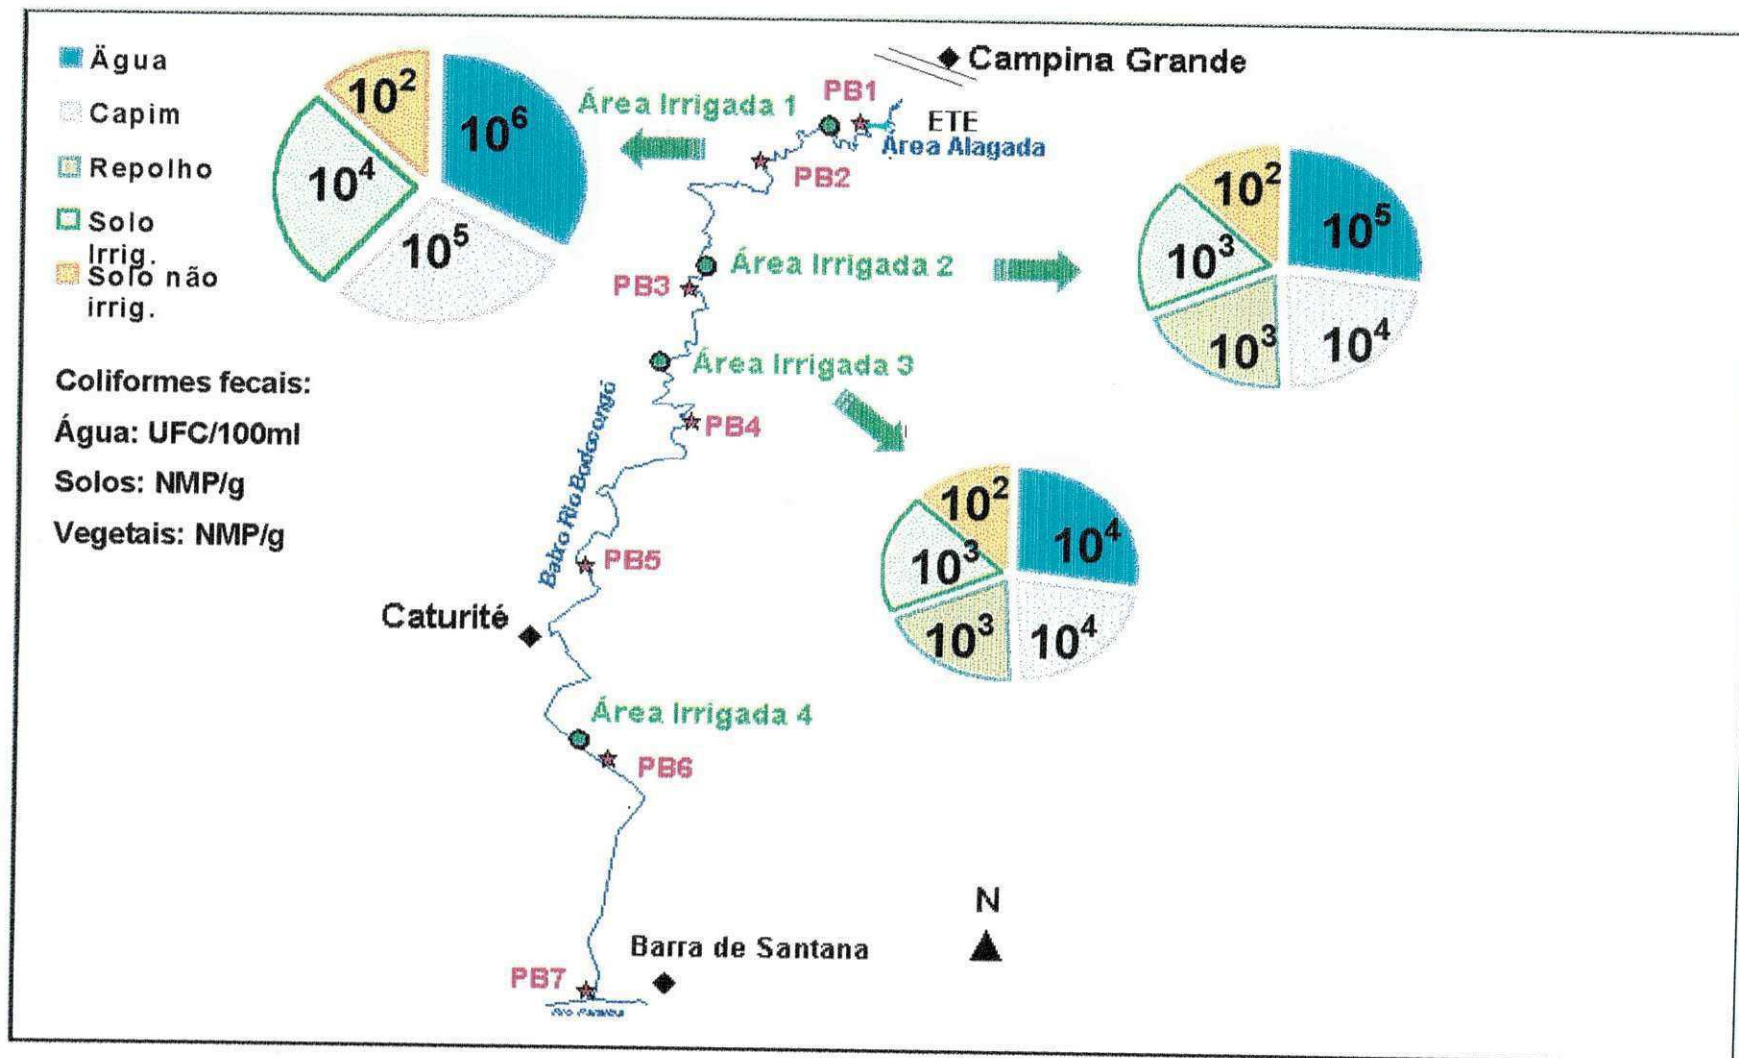 Ägua
Capim
Repolho
Solo
Irrig.
Solo não
irrig.
Coliformes fecais:
Água: UFC/100ml
Solos: NMP/g
Vegetais: NMP/g
10²
10⁶
10⁴
10⁵
Área Irrigada 1
Campina Grande
PB1
ETE
Área Alagada
PB2
Área Irrigada 2
PB3
10²
10⁵
10³
10³
10⁴
Área Irrigada 3
PB4
Baixo Rio Bodocongó
10²
10⁴
10³
10³
10⁴
PB5
Caturité
Área Irrigada 4
PB6
N
Barra de Santana
PB7
Rio Paraíba